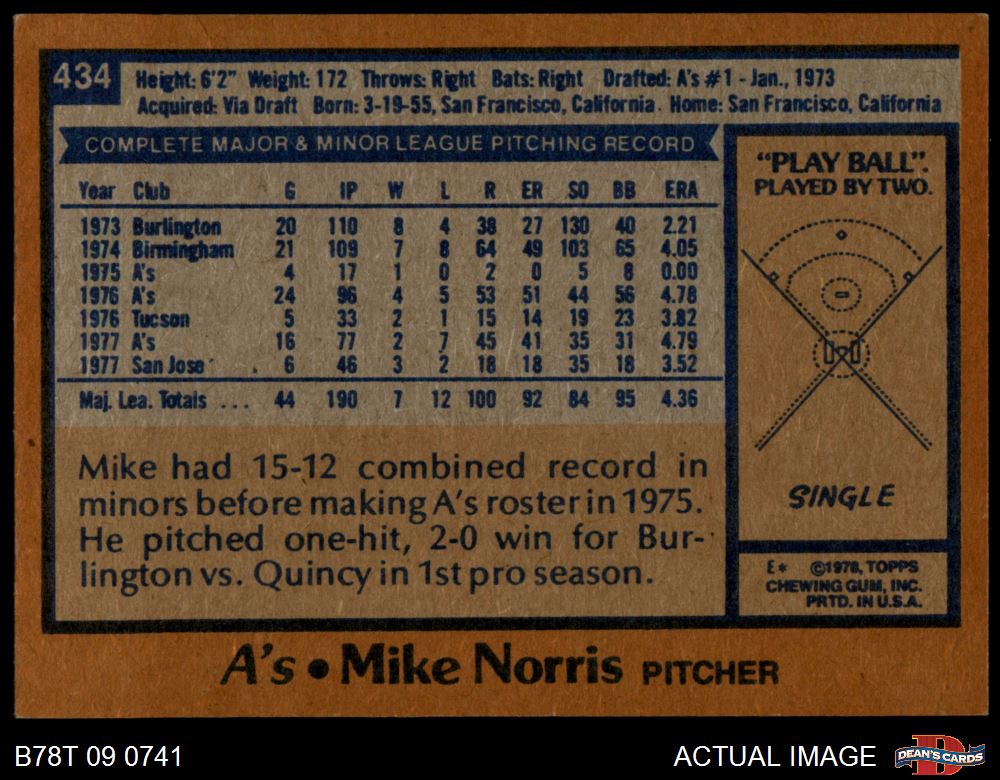 434
Height: 6'2" Weight: 172 Throws: Right Bats: Right Drafted: A's #1 - Jan., 1973
Acquired: Via Draft Born: 3-19-55, San Francisco, California. Home: San Francisco, California
COMPLETE MAJOR & MINOR LEAGUE PITCHING RECORD
Year Club G IP W L R ER SO BB ERA
1973 Burlington 20 110 8 4 38 27 130 40 2.21
1974 Birmingham 21 109 7 8 64 49 103 65 4.05
1975 A's 4 17 1 0 2 0 5 8 0.00
1976 A's 24 96 4 5 53 51 44 56 4.78
1976 Tucson 5 33 2 1 15 14 19 23 3.82
1977 A's 16 77 2 7 45 41 35 31 4.79
1977 San Jose 6 46 3 2 18 18 35 18 3.52
Maj. Lea. Totals ... 44 190 7 12 100 92 84 95 4.36
Mike had 15-12 combined record in
minors before making A's roster in 1975.
He pitched one-hit, 2-0 win for Bur-
lington vs. Quincy in 1st pro season.
"PLAY BALL".
PLAYED BY TWO.
SINGLE
E* ©1978, TOPPS
CHEWING GUM, INC.
PRTD. IN U.S.A.
A's • Mike Norris PITCHER
B78T 09 0741 ACTUAL IMAGE
D
DEAN'S CARDS